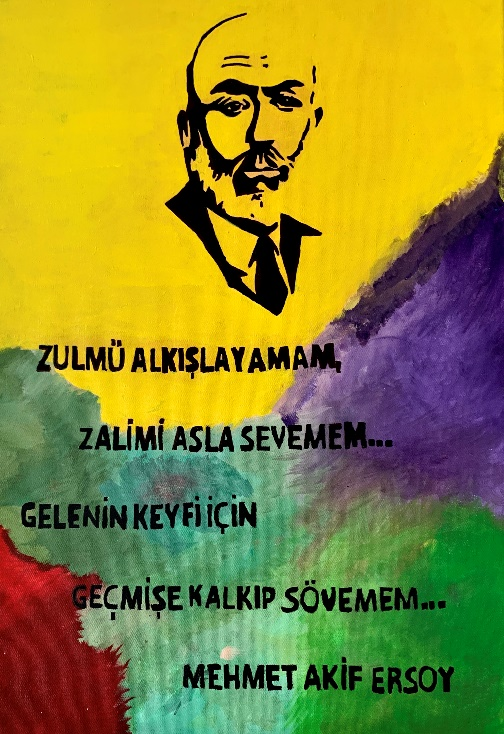 ZULMÜ ALKIŞLAYAMAM,
ZALİMİ ASLA SEVEMEM...
GELENİN KEYFİ İÇİN
GEÇMİŞE KALKIP SÖVEMEM...
MEHMET AKİF ERSOY